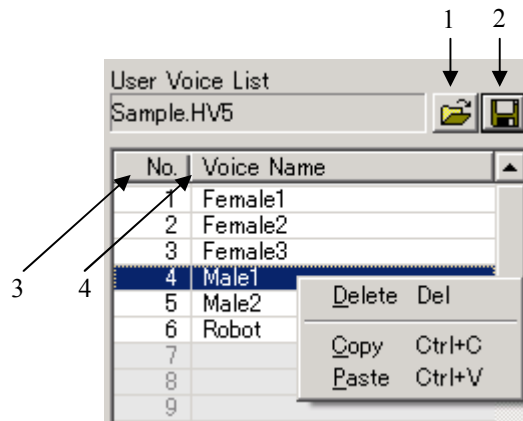 1 2
User Voice List
Sample.HV5
No. Voice Name
1 Female1
2 Female2
3 Female3
4 Male1
5 Male2
6 Robot
7
8
9
Delete Del
Copy Ctrl+C
Paste Ctrl+V
3 4